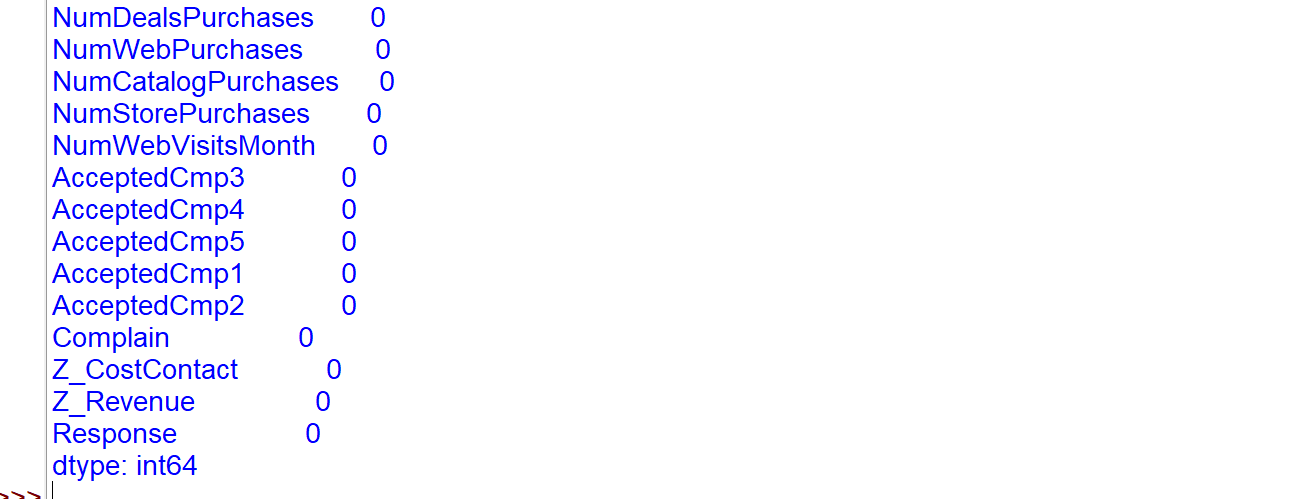 NumDealsPurchases 0
NumWebPurchases 0
NumCatalogPurchases 0
NumStorePurchases 0
NumWebVisitsMonth 0
AcceptedCmp3 0
AcceptedCmp4 0
AcceptedCmp5 0
AcceptedCmp1 0
AcceptedCmp2 0
Complain 0
Z_CostContact 0
Z_Revenue 0
Response 0
dtype: int64
>>>